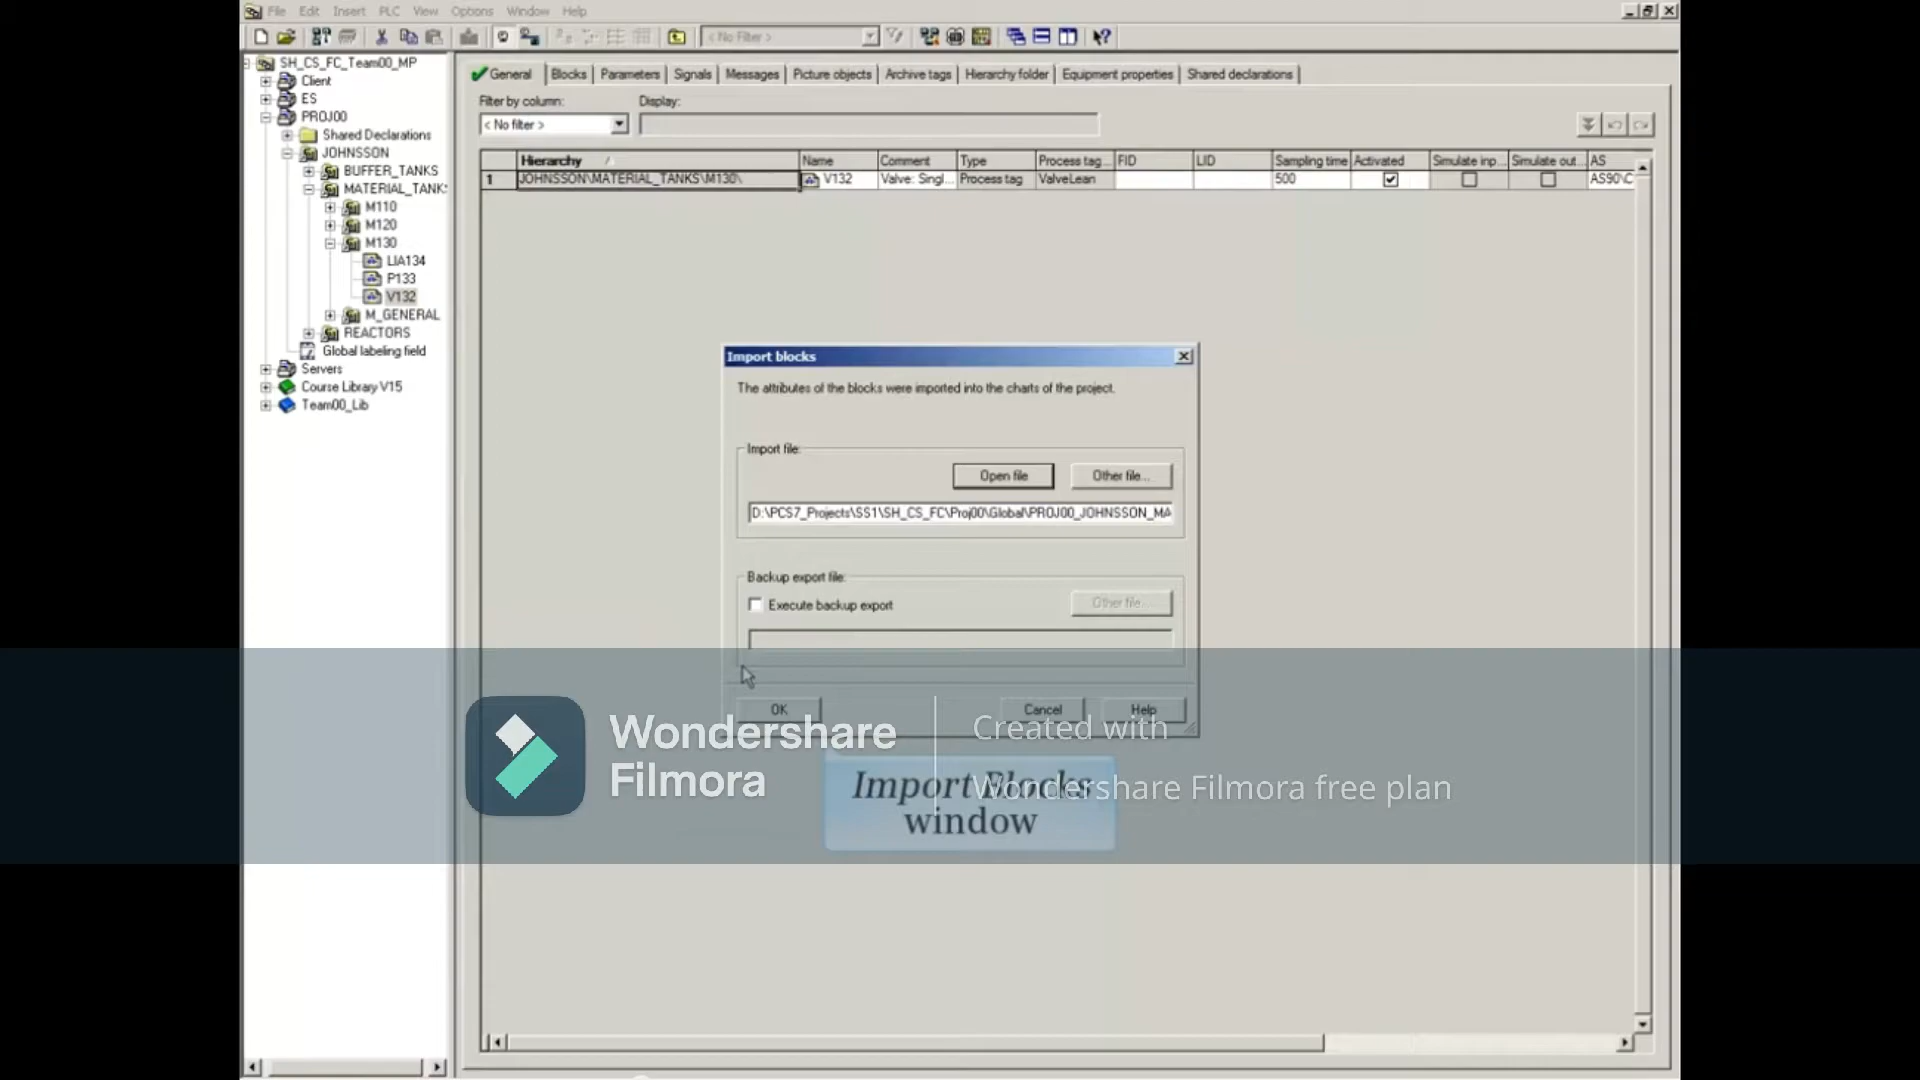 File Edit Insert PLC View Options Window Help
< No Filter >
SH_CS_FC_Team00_MP
Client
ES
PROJ00
Shared Declarations
JOHNSSON
BUFFER_TANKS
MATERIAL_TANK
M110
M120
M130
LIA134
P133
V132
M_GENERAL
REACTORS
Global labeling field
Servers
Course Library V15
Team00_Lib
General Blocks Parameters Signals Messages Picture objects Archive tags Hierarchy folder Equipment properties Shared declarations
Filter by column: Display:
< No filter >
Hierarchy Name Comment Type Process tag... FID LID Sampling time Activated Simulate inp... Simulate out... AS
1 JOHNSSON\MATERIAL_TANKS\M130\ V132 Valve: Singl... Process tag ValveLean 500 AS90\C
Import blocks
The attributes of the blocks were imported into the charts of the project.
Import file:
Open file Other file...
D:\PCS7_Projects\SS1\SH_CS_FC\Proj00\Global\PROJ00_JOHNSSON_MA
Backup export file:
Execute backup export Other file...
OK Cancel Help
Wondershare
Filmora
Created with
Wondershare Filmora free plan
Import Blocks
window